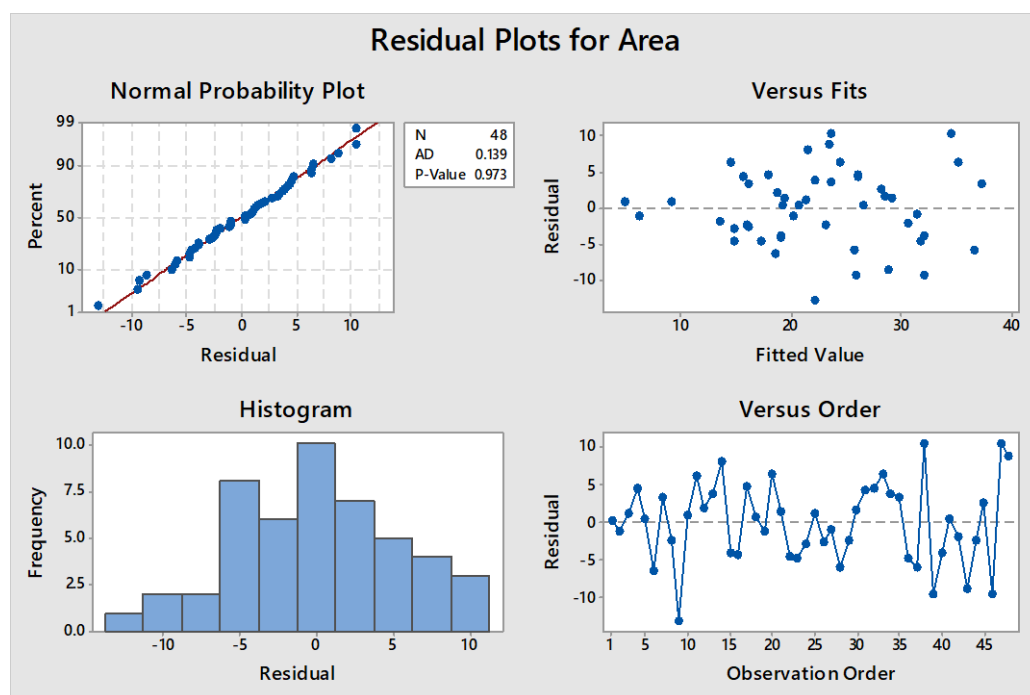 Residual Plots for Area
Normal Probability Plot
99
90
50
10
1
Percent
-10 -5 0 5 10
Residual
N 48
AD 0.139
P-Value 0.973
Versus Fits
10
5
0
-5
-10
Residual
10 20 30 40
Fitted Value
Histogram
10.0
7.5
5.0
2.5
0.0
Frequency
-10 -5 0 5 10
Residual
Versus Order
10
5
0
-5
-10
Residual
1 5 10 15 20 25 30 35 40 45
Observation Order